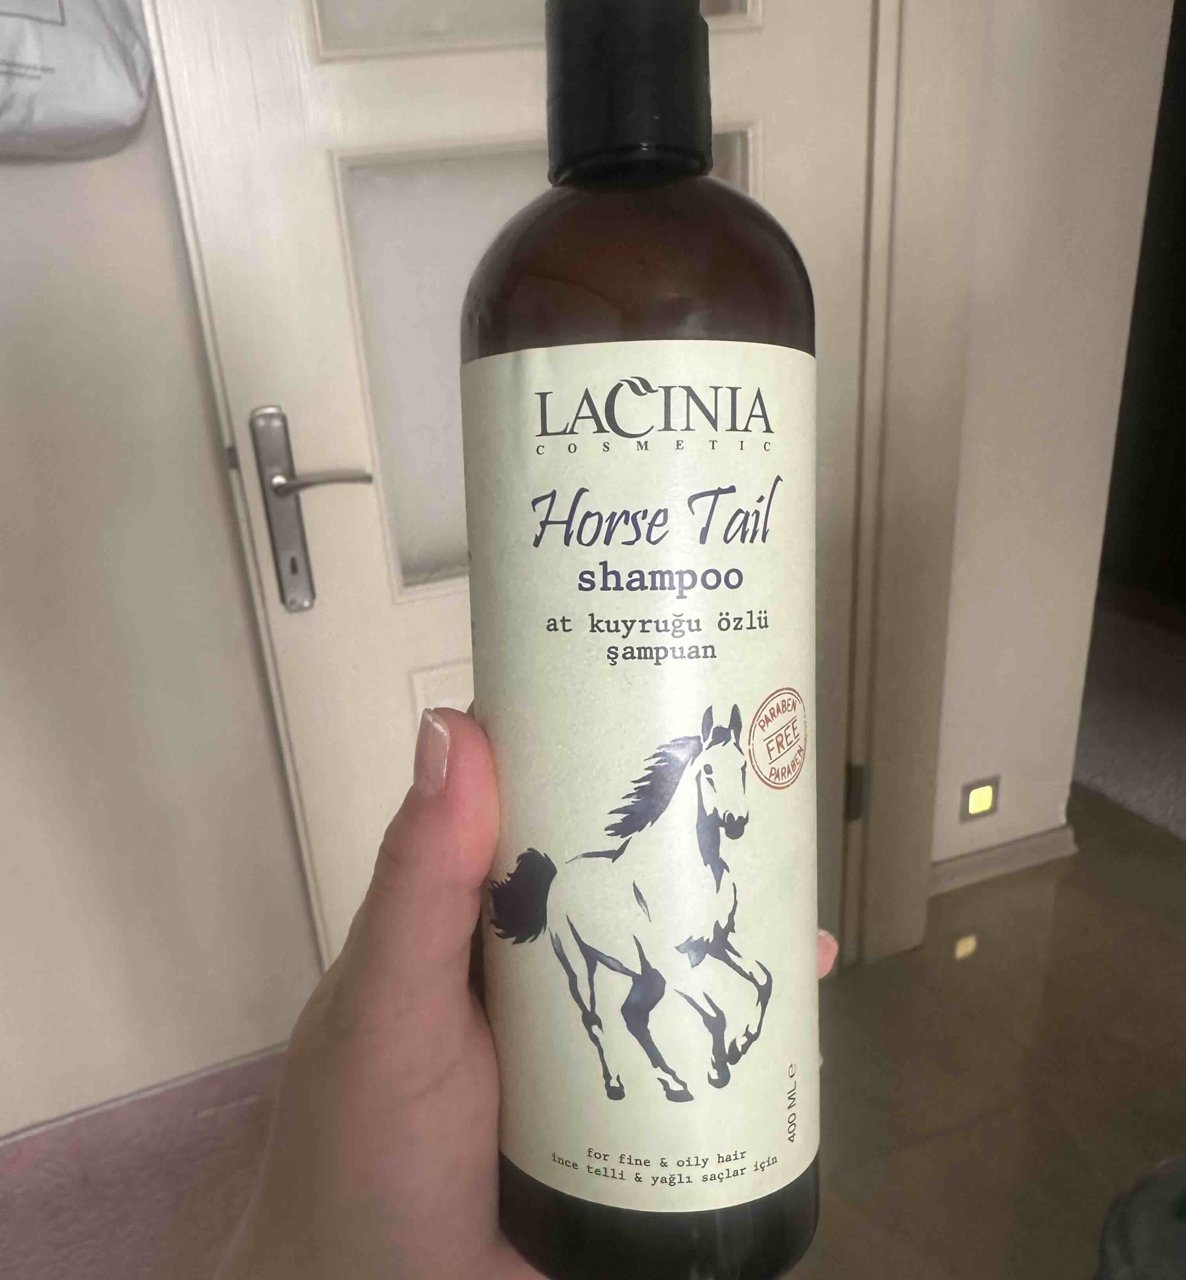 LACINIA
COSMETIC
Horse Tail
shampoo
at kuyruğu özlü
şampuan
PARABEN
FREE
PARABEN
400 ML e
for fine & oily hair
ince telli & yağlı saçlar için